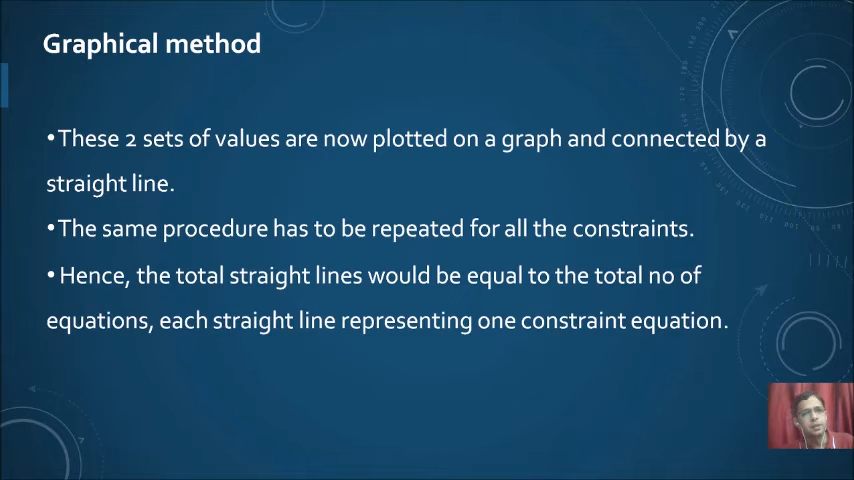 Graphical method
•These 2 sets of values are now plotted on a graph and connected by a
straight line.
•The same procedure has to be repeated for all the constraints.
•Hence, the total straight lines would be equal to the total no of
equations, each straight line representing one constraint equation.